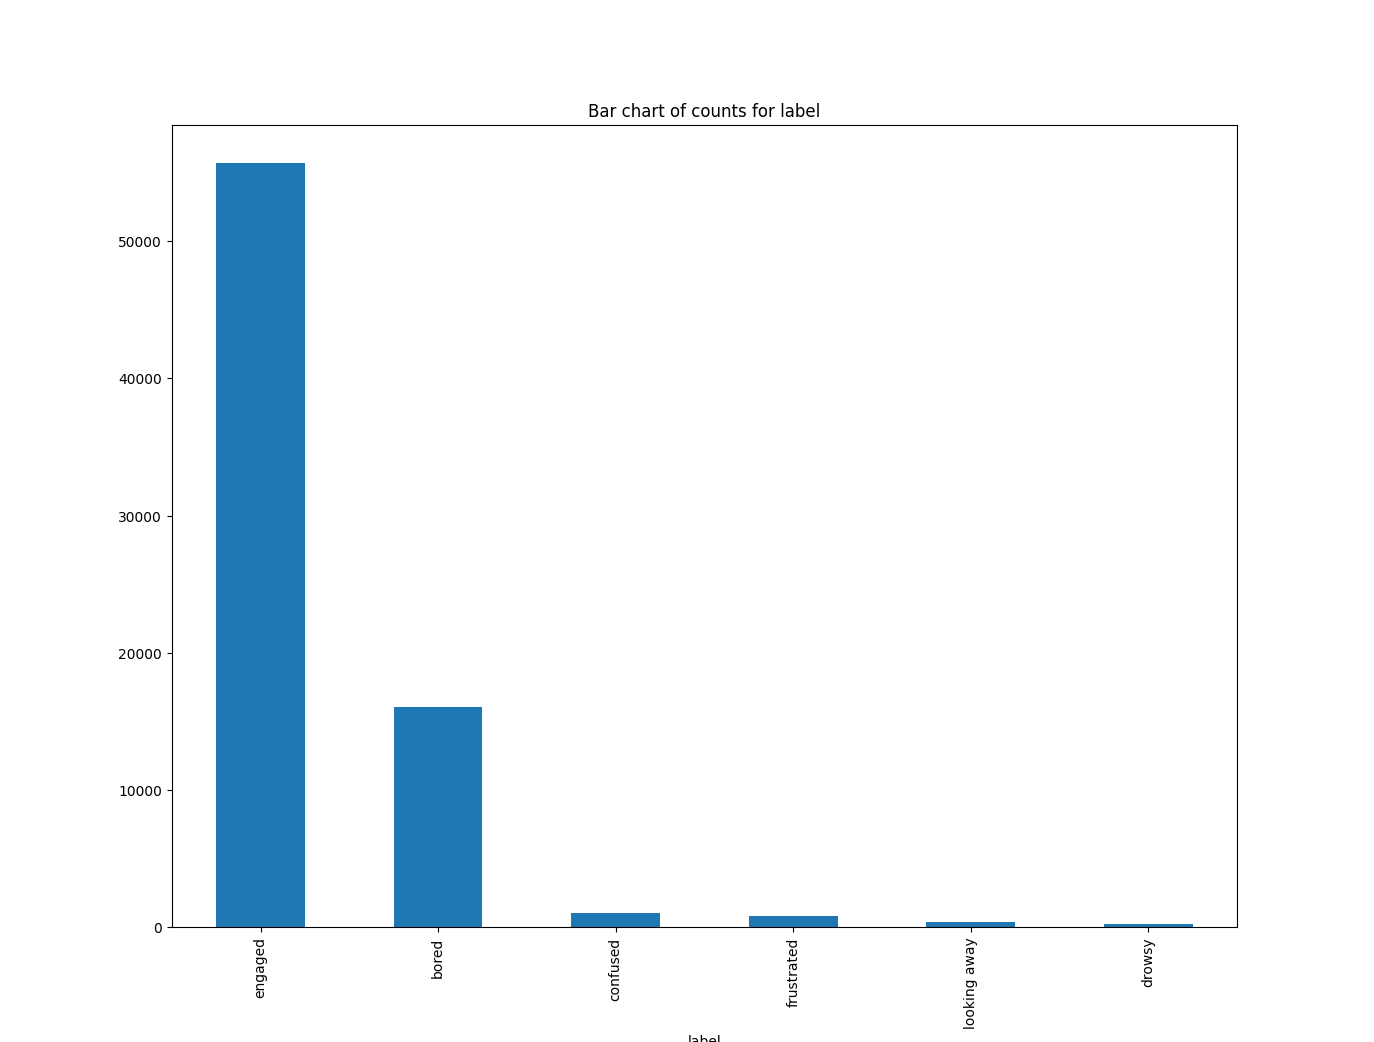 Bar chart of counts for label
50000
40000
30000
20000
10000
0
engaged
bored
confused
frustrated
looking away
drowsy
label